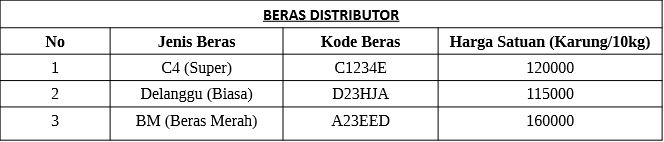 BERAS DISTRIBUTOR
No Jenis Beras Kode Beras Harga Satuan (Karung/10kg)
1 C4 (Super) C1234E 120000
2 Delanggu (Biasa) D23HJA 115000
3 BM (Beras Merah) A23EED 160000